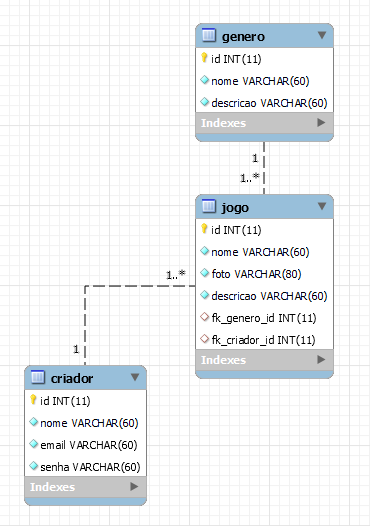 genero
id INT(11)
nome VARCHAR(60)
descricao VARCHAR(60)
Indexes
1
1..*
jogo
id INT(11)
nome VARCHAR(60)
foto VARCHAR(80)
descricao VARCHAR(60)
fk_genero_id INT(11)
fk_criador_id INT(11)
Indexes
1..*
1
criador
id INT(11)
nome VARCHAR(60)
email VARCHAR(60)
senha VARCHAR(60)
Indexes